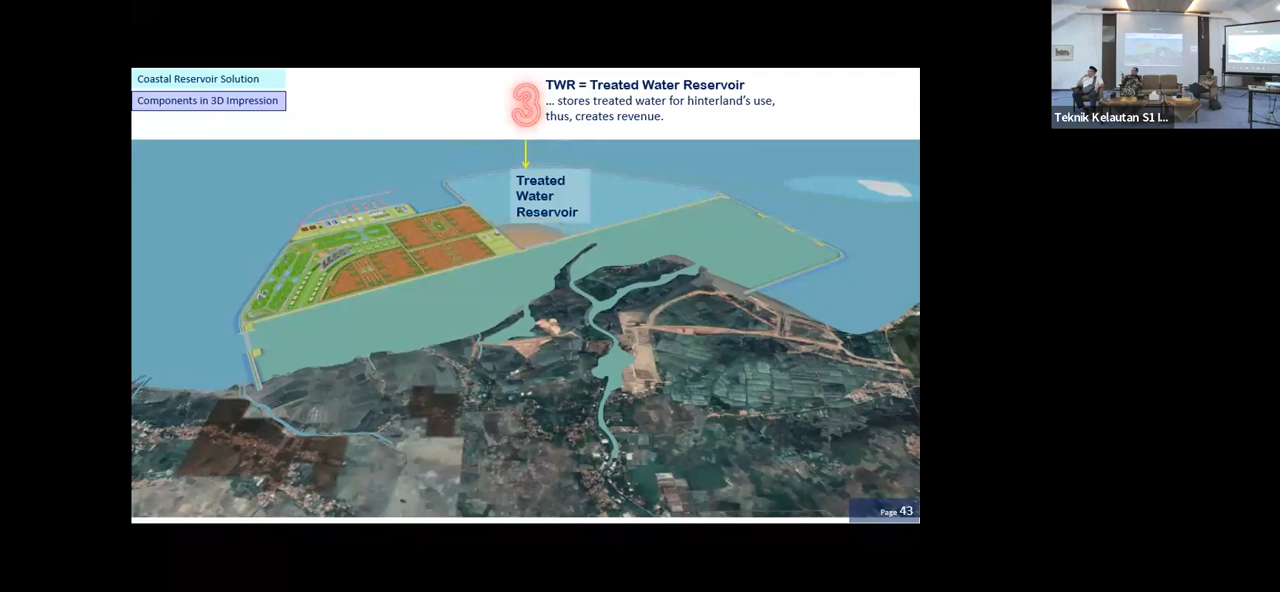 Coastal Reservoir Solution
Components in 3D Impression
3
TWR = Treated Water Reservoir
... stores treated water for hinterland's use,
thus, creates revenue.
Treated
Water
Reservoir
Page 43
Teknik Kelautan S1 I...